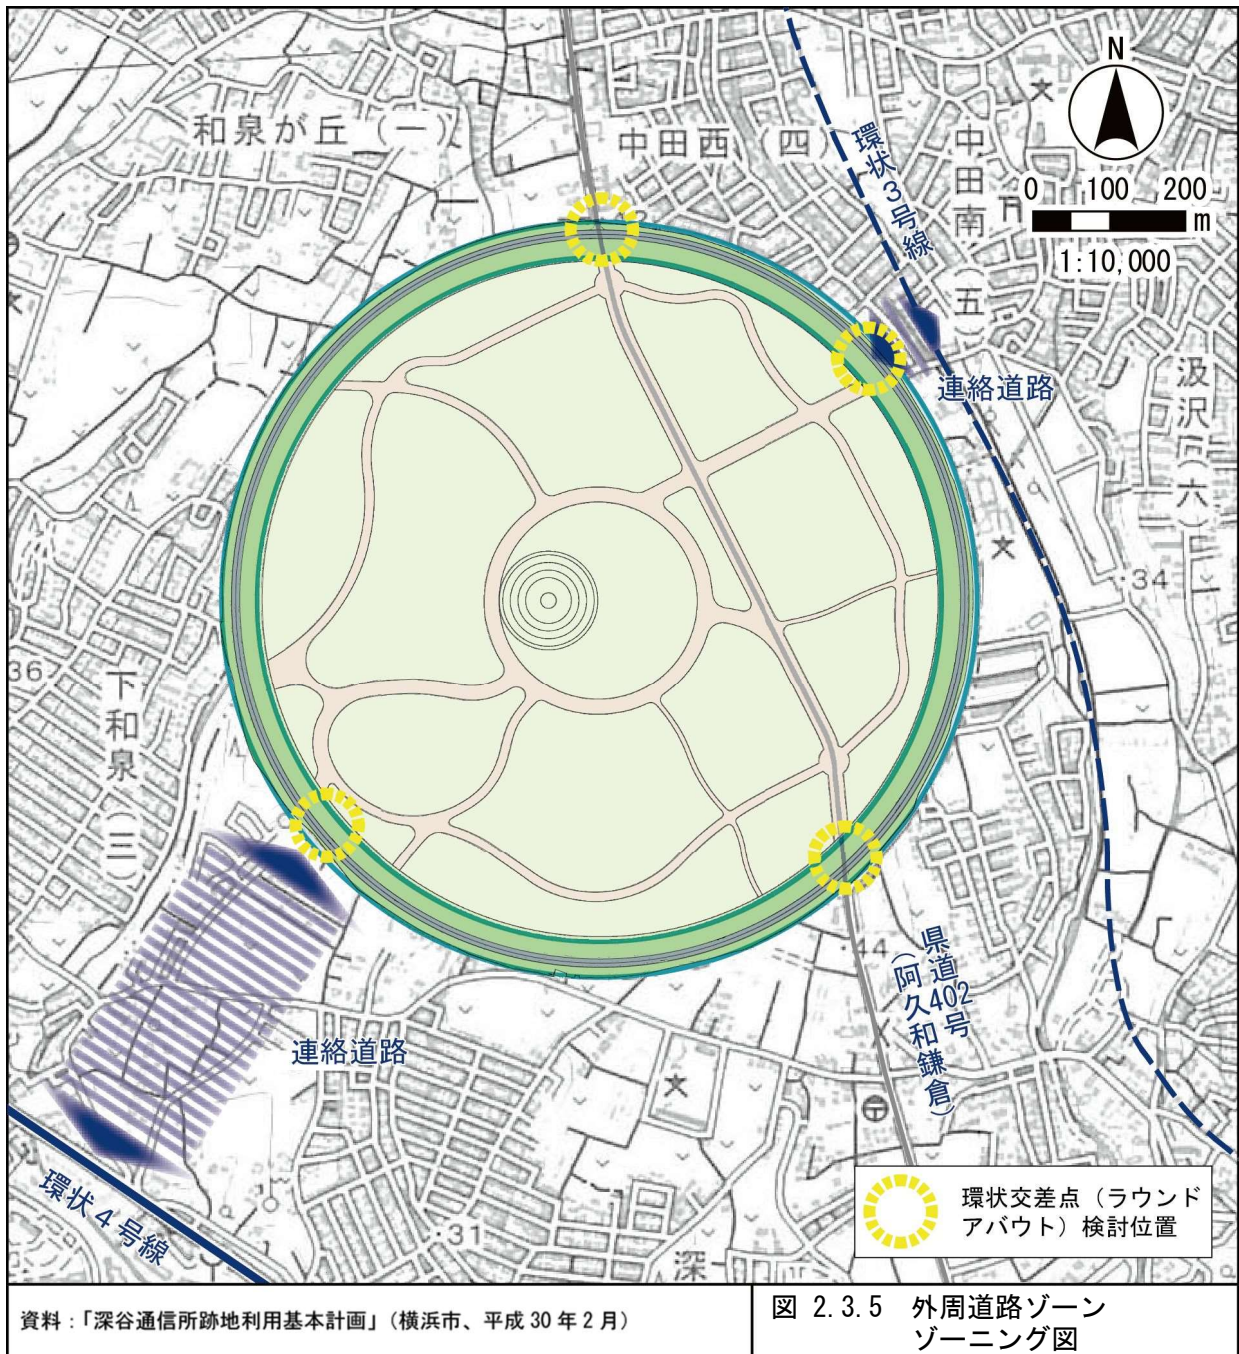 和泉が丘（一）
中田西（四）
環状３号線
中田南（五）
N
0 100 200
m
1:10,000
連絡道路
汲沢（六）
34
36
下和泉（三）
44
県道402号
（阿久和鎌倉）
連絡道路
環状４号線
31
深
環状交差点（ラウンド
アバウト）検討位置
資料：「深谷通信所跡地利用基本計画」（横浜市、平成30年2月）
図 2.3.5 外周道路ゾーン
ゾーニング図